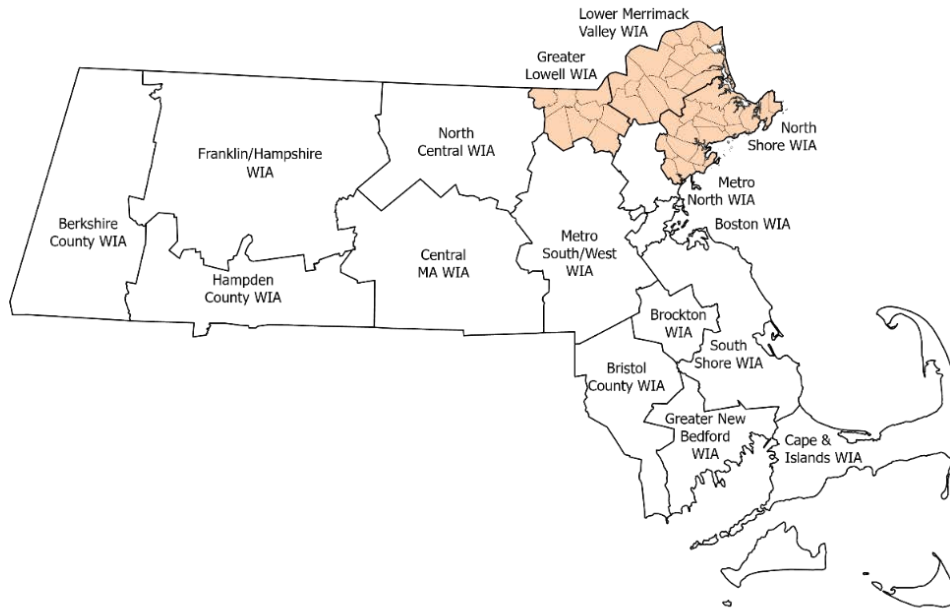 Lower Merrimack
Valley WIA
Greater
Lowell WIA
North
Shore WIA
North
Central WIA
Franklin/Hampshire
WIA
Metro
North WIA
Boston WIA
Berkshire
County WIA
Central
MA WIA
Metro
South/West
WIA
Hampden
County WIA
Brockton
WIA
South
Shore WIA
Bristol
County WIA
Greater New
Bedford
WIA
Cape &
Islands WIA